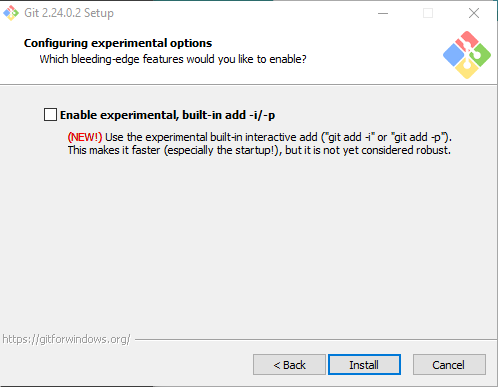 Git 2.24.0.2 Setup
Configuring experimental options
Which bleeding-edge features would you like to enable?
Enable experimental, built-in add -i/-p
(NEW!) Use the experimental built-in interactive add ("git add -i" or "git add -p").
This makes it faster (especially the startup!), but it is not yet considered robust.
https://gitforwindows.org/
< Back
Install
Cancel